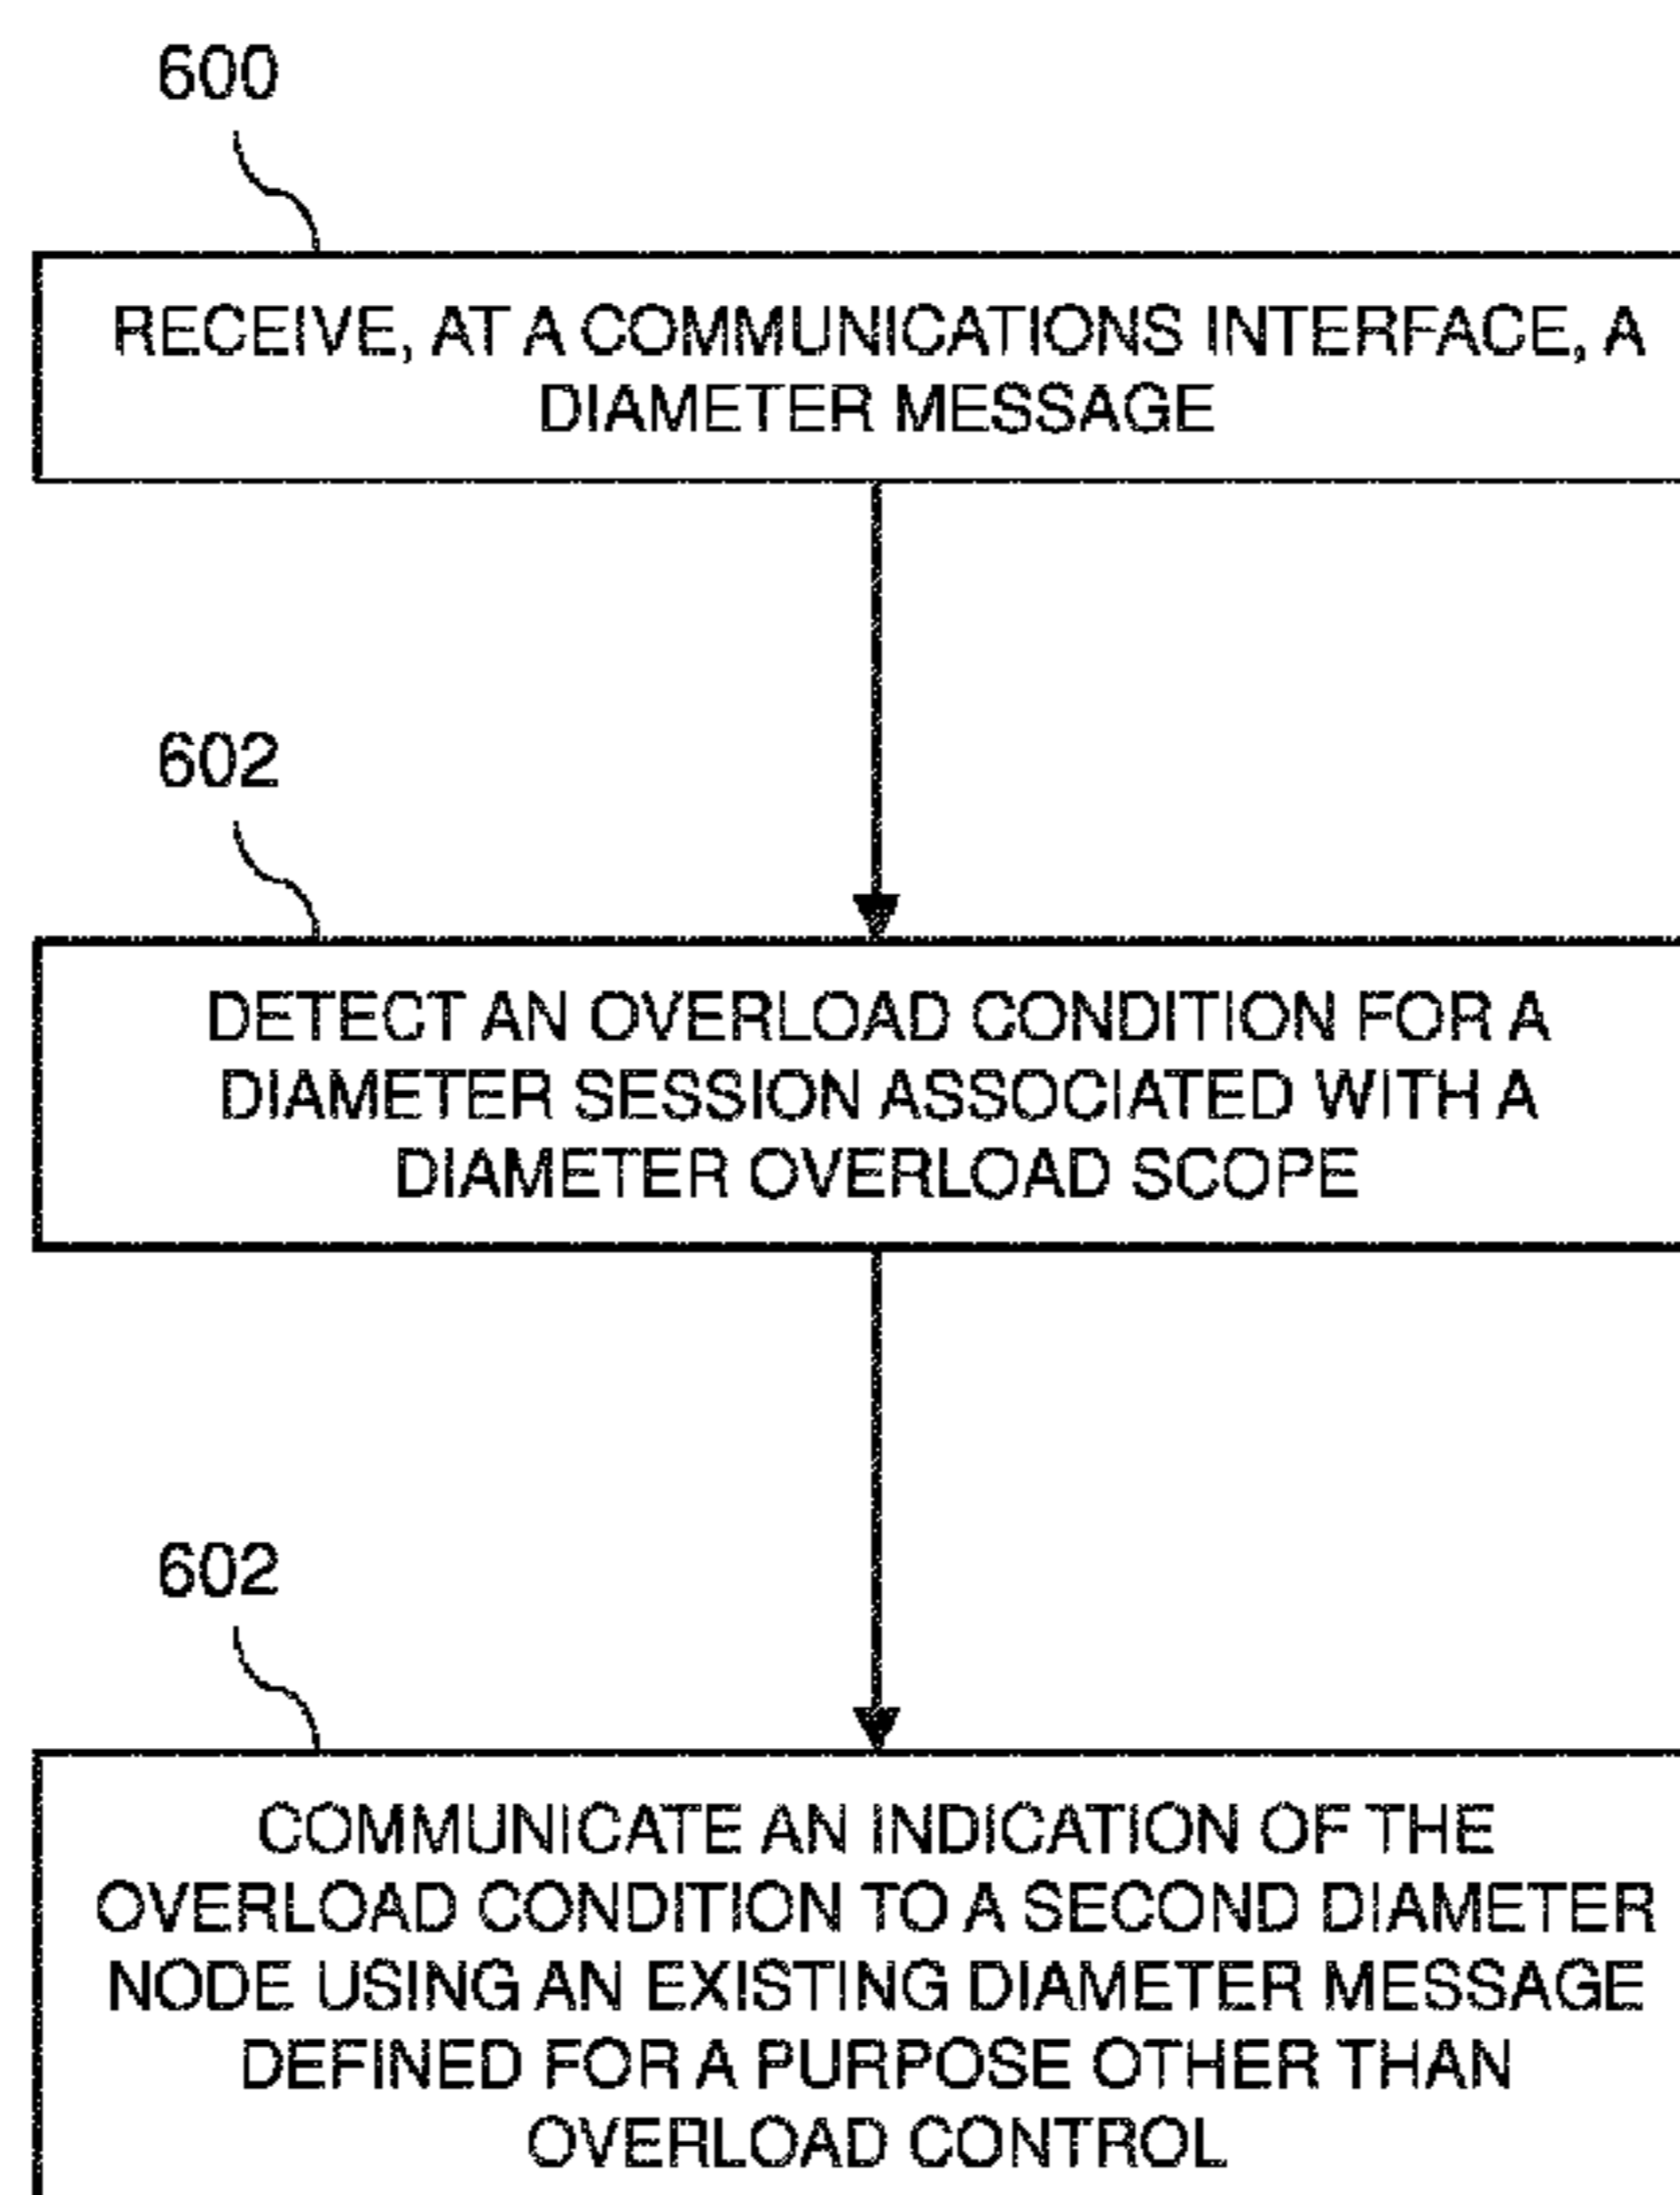 600
RECEIVE, AT A COMMUNICATIONS INTERFACE, A
DIAMETER MESSAGE
602
DETECT AN OVERLOAD CONDITION FOR A
DIAMETER SESSION ASSOCIATED WITH A
DIAMETER OVERLOAD SCOPE
602
COMMUNICATE AN INDICATION OF THE
OVERLOAD CONDITION TO A SECOND DIAMETER
NODE USING AN EXISTING DIAMETER MESSAGE
DEFINED FOR A PURPOSE OTHER THAN
OVERLOAD CONTROL